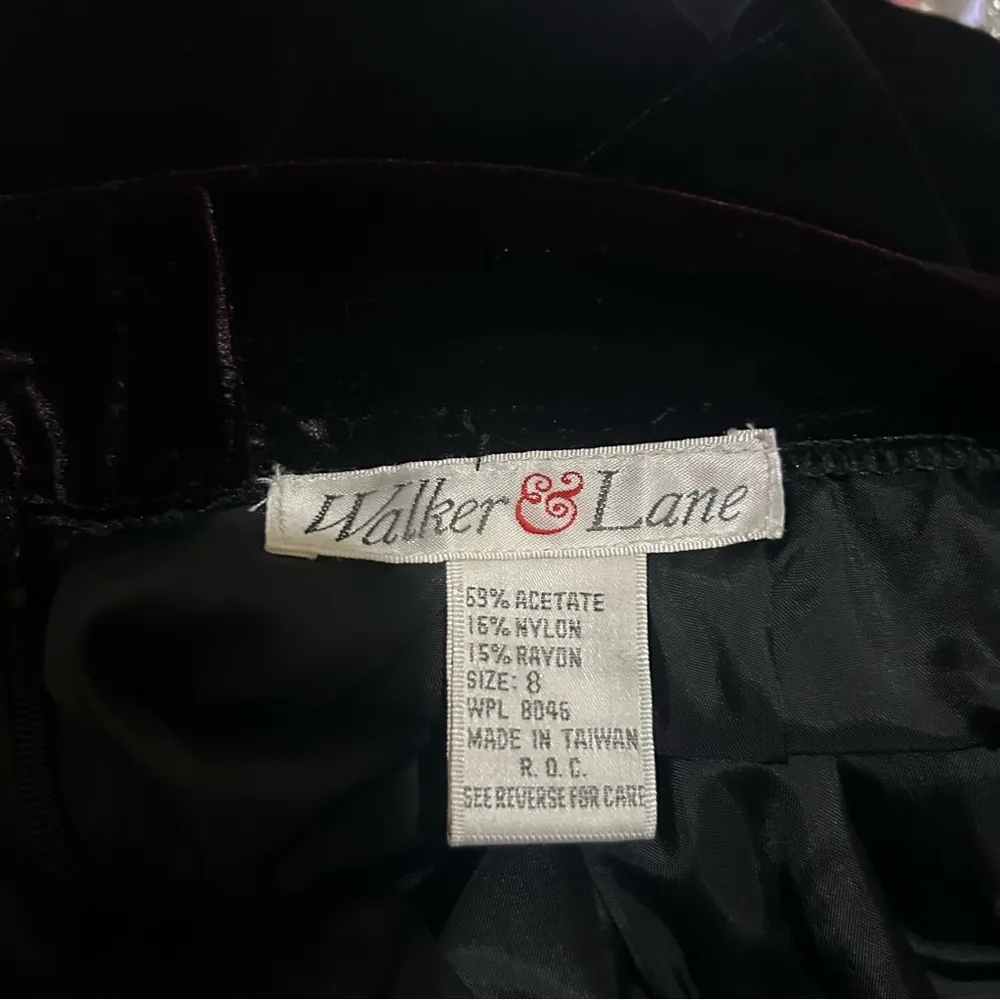 Walker & Lane
69% ACETATE
16% NYLON
15% RAYON
SIZE: 8
WPL 8046
MADE IN TAIWAN
R. O. C.
SEE REVERSE FOR CARE